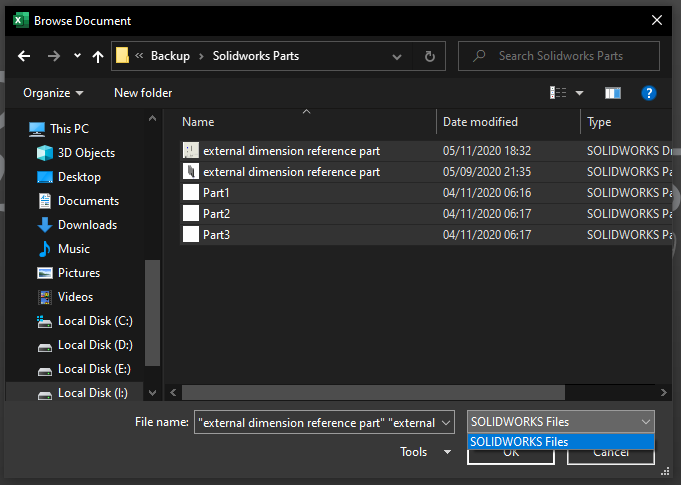 Browse Document
« Backup › Solidworks Parts
Search Solidworks Parts
Organize
New folder
?
This PC
3D Objects
Desktop
Documents
Downloads
Music
Pictures
Videos
Local Disk (C:)
Local Disk (D:)
Local Disk (E:)
Local Disk (I:)
Name Date modified Type
external dimension reference part 05/11/2020 18:32 SOLIDWORKS
external dimension reference part 05/09/2020 21:35 SOLIDWORKS Pa
Part1 04/11/2020 06:16 SOLIDWORKS Pa
Part2 04/11/2020 06:17 SOLIDWORKS Pa
Part3 04/11/2020 06:17 SOLIDWORKS Pa
File name: "external dimension reference part" "external
SOLIDWORKS Files
SOLIDWORKS Files
Tools
OK
Cancel